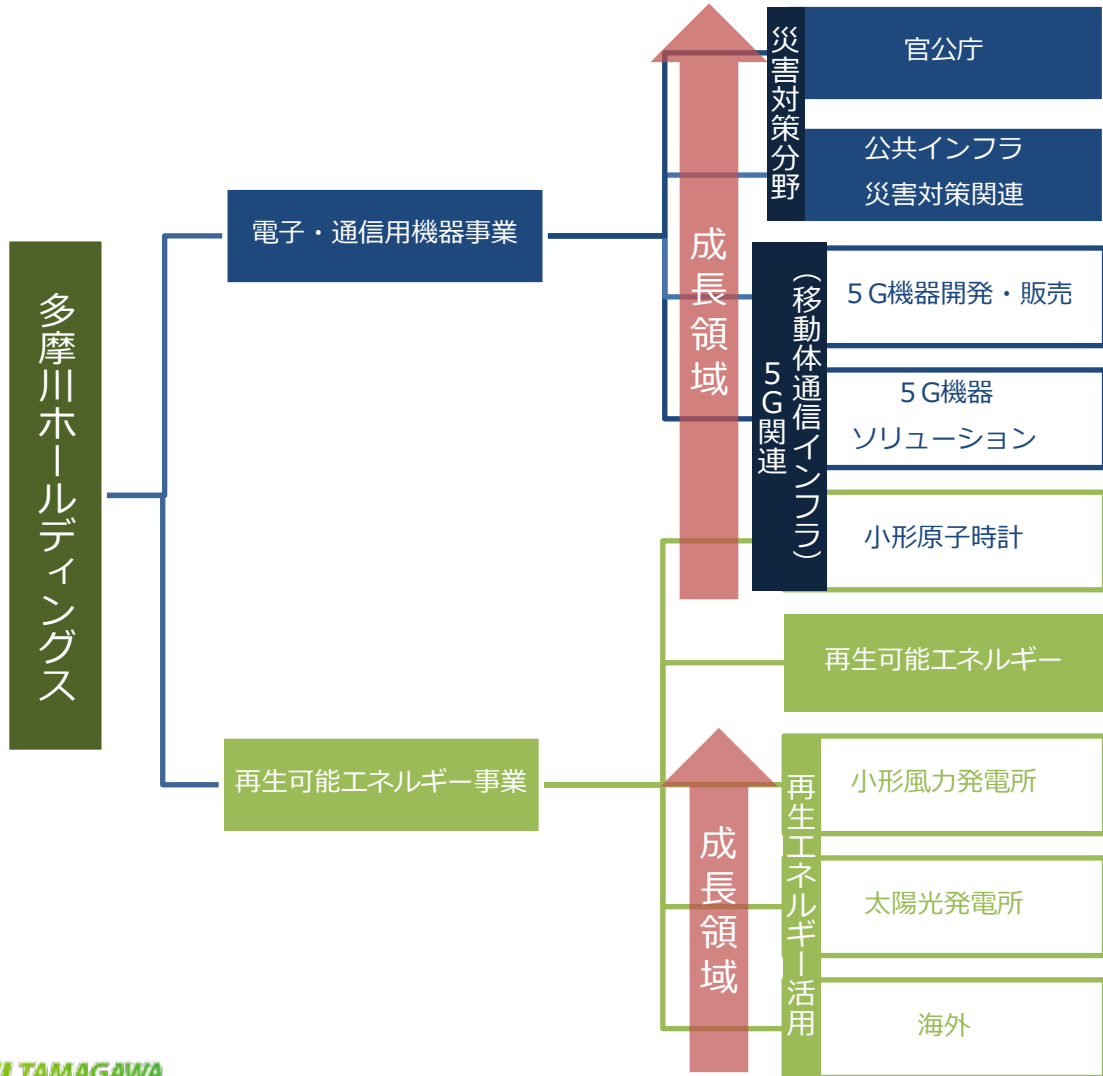 多摩川ホールディングス
電子・通信用機器事業
成長領域
災害対策分野
官公庁
公共インフラ
災害対策関連
5G関連
（移動体通信インフラ）
５G機器開発・販売
５G機器
ソリューション
小形原子時計
再生可能エネルギー
再生可能エネルギー事業
成長領域
再生エネルギー活用
小形風力発電所
太陽光発電所
海外
TAMAGAWA